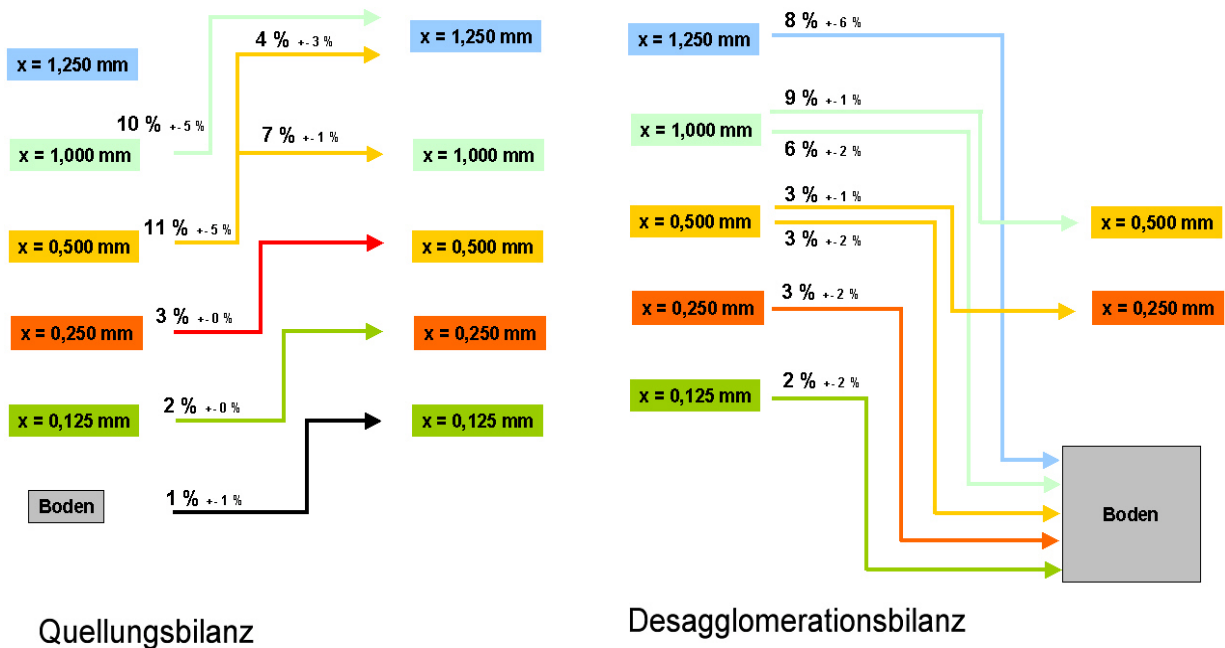 x = 1,250 mm
10 % +- 5 %
x = 1,000 mm
11 % +- 5 %
x = 0,500 mm
3 % +- 0 %
x = 0,250 mm
2 % +- 0 %
x = 0,125 mm
1 % +- 1 %
Boden
4 % +- 3 %
7 % +- 1 %
x = 1,250 mm
x = 1,000 mm
x = 0,500 mm
x = 0,250 mm
x = 0,125 mm
Quellungsbilanz
x = 1,250 mm
8 % +- 6 %
x = 1,000 mm
9 % +- 1 %
6 % +- 2 %
x = 0,500 mm
3 % +- 1 %
3 % +- 2 %
x = 0,250 mm
3 % +- 2 %
x = 0,125 mm
2 % +- 2 %
x = 0,500 mm
x = 0,250 mm
Boden
Desagglomerationsbilanz